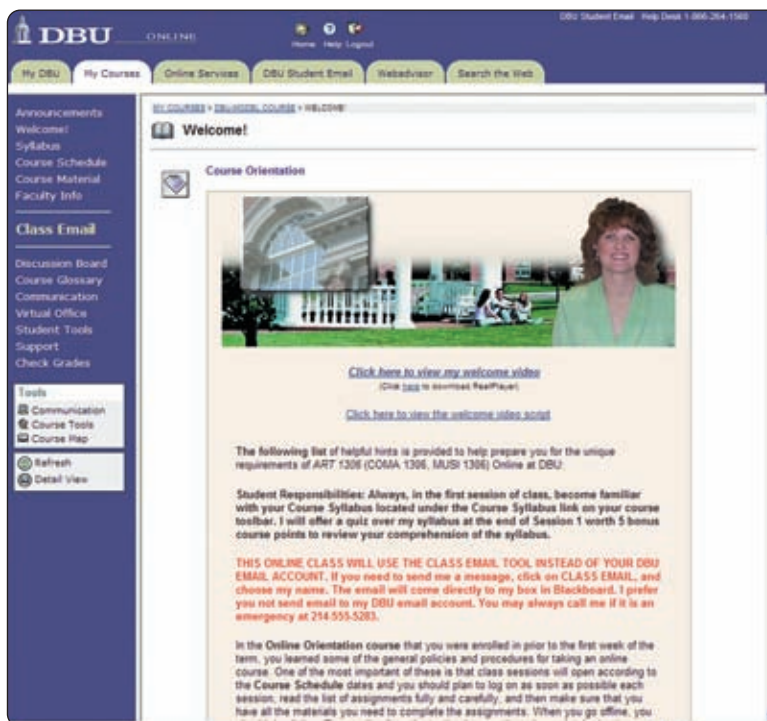 DBU Student Email Help Desk 1-866-264-1560
DBU ONLINE
Home Help Logout
My DBU My Courses Online Services DBU Student Email Webadvisor Search the Web
MY COURSES > DBU-MODEL COURSE > WELCOME!
Welcome!
Announcements
Welcome!
Syllabus
Course Schedule
Course Material
Faculty Info
Class Email
Discussion Board
Course Glossary
Communication
Virtual Office
Student Tools
Support
Check Grades
Tools
Communication
Course Tools
Course Map
Refresh
Detail View
Course Orientation
Click here to view my welcome video
(Click here to download RealPlayer)
Click here to view the welcome video script
The following list of helpful hints is provided to help prepare you for the unique
requirements of ART 1306 (COMA 1306, MUSI 1306) Online at DBU:
Student Responsibilities: Always, in the first session of class, become familiar
with your Course Syllabus located under the Course Syllabus link on your course
toolbar. I will offer a quiz over my syllabus at the end of Session 1 worth 5 bonus
course points to review your comprehension of the syllabus.
THIS ONLINE CLASS WILL USE THE CLASS EMAIL TOOL INSTEAD OF YOUR DBU
EMAIL ACCOUNT. If you need to send me a message, click on CLASS EMAIL, and
choose my name. The email will come directly to my box in Blackboard. I prefer
you not send email to my DBU email account. You may always call me if it is an
emergency at 214-555-5283.
In the Online Orientation course that you were enrolled in prior to the first week of the
term, you learned some of the general policies and procedures for taking an online
course. One of the most important of these is that class sessions will open according to
the Course Schedule dates and you should plan to log on as soon as possible each
session, read the list of assignments fully and carefully, and then make sure that you
have all the materials you need to complete the assignments. When you go offline, you